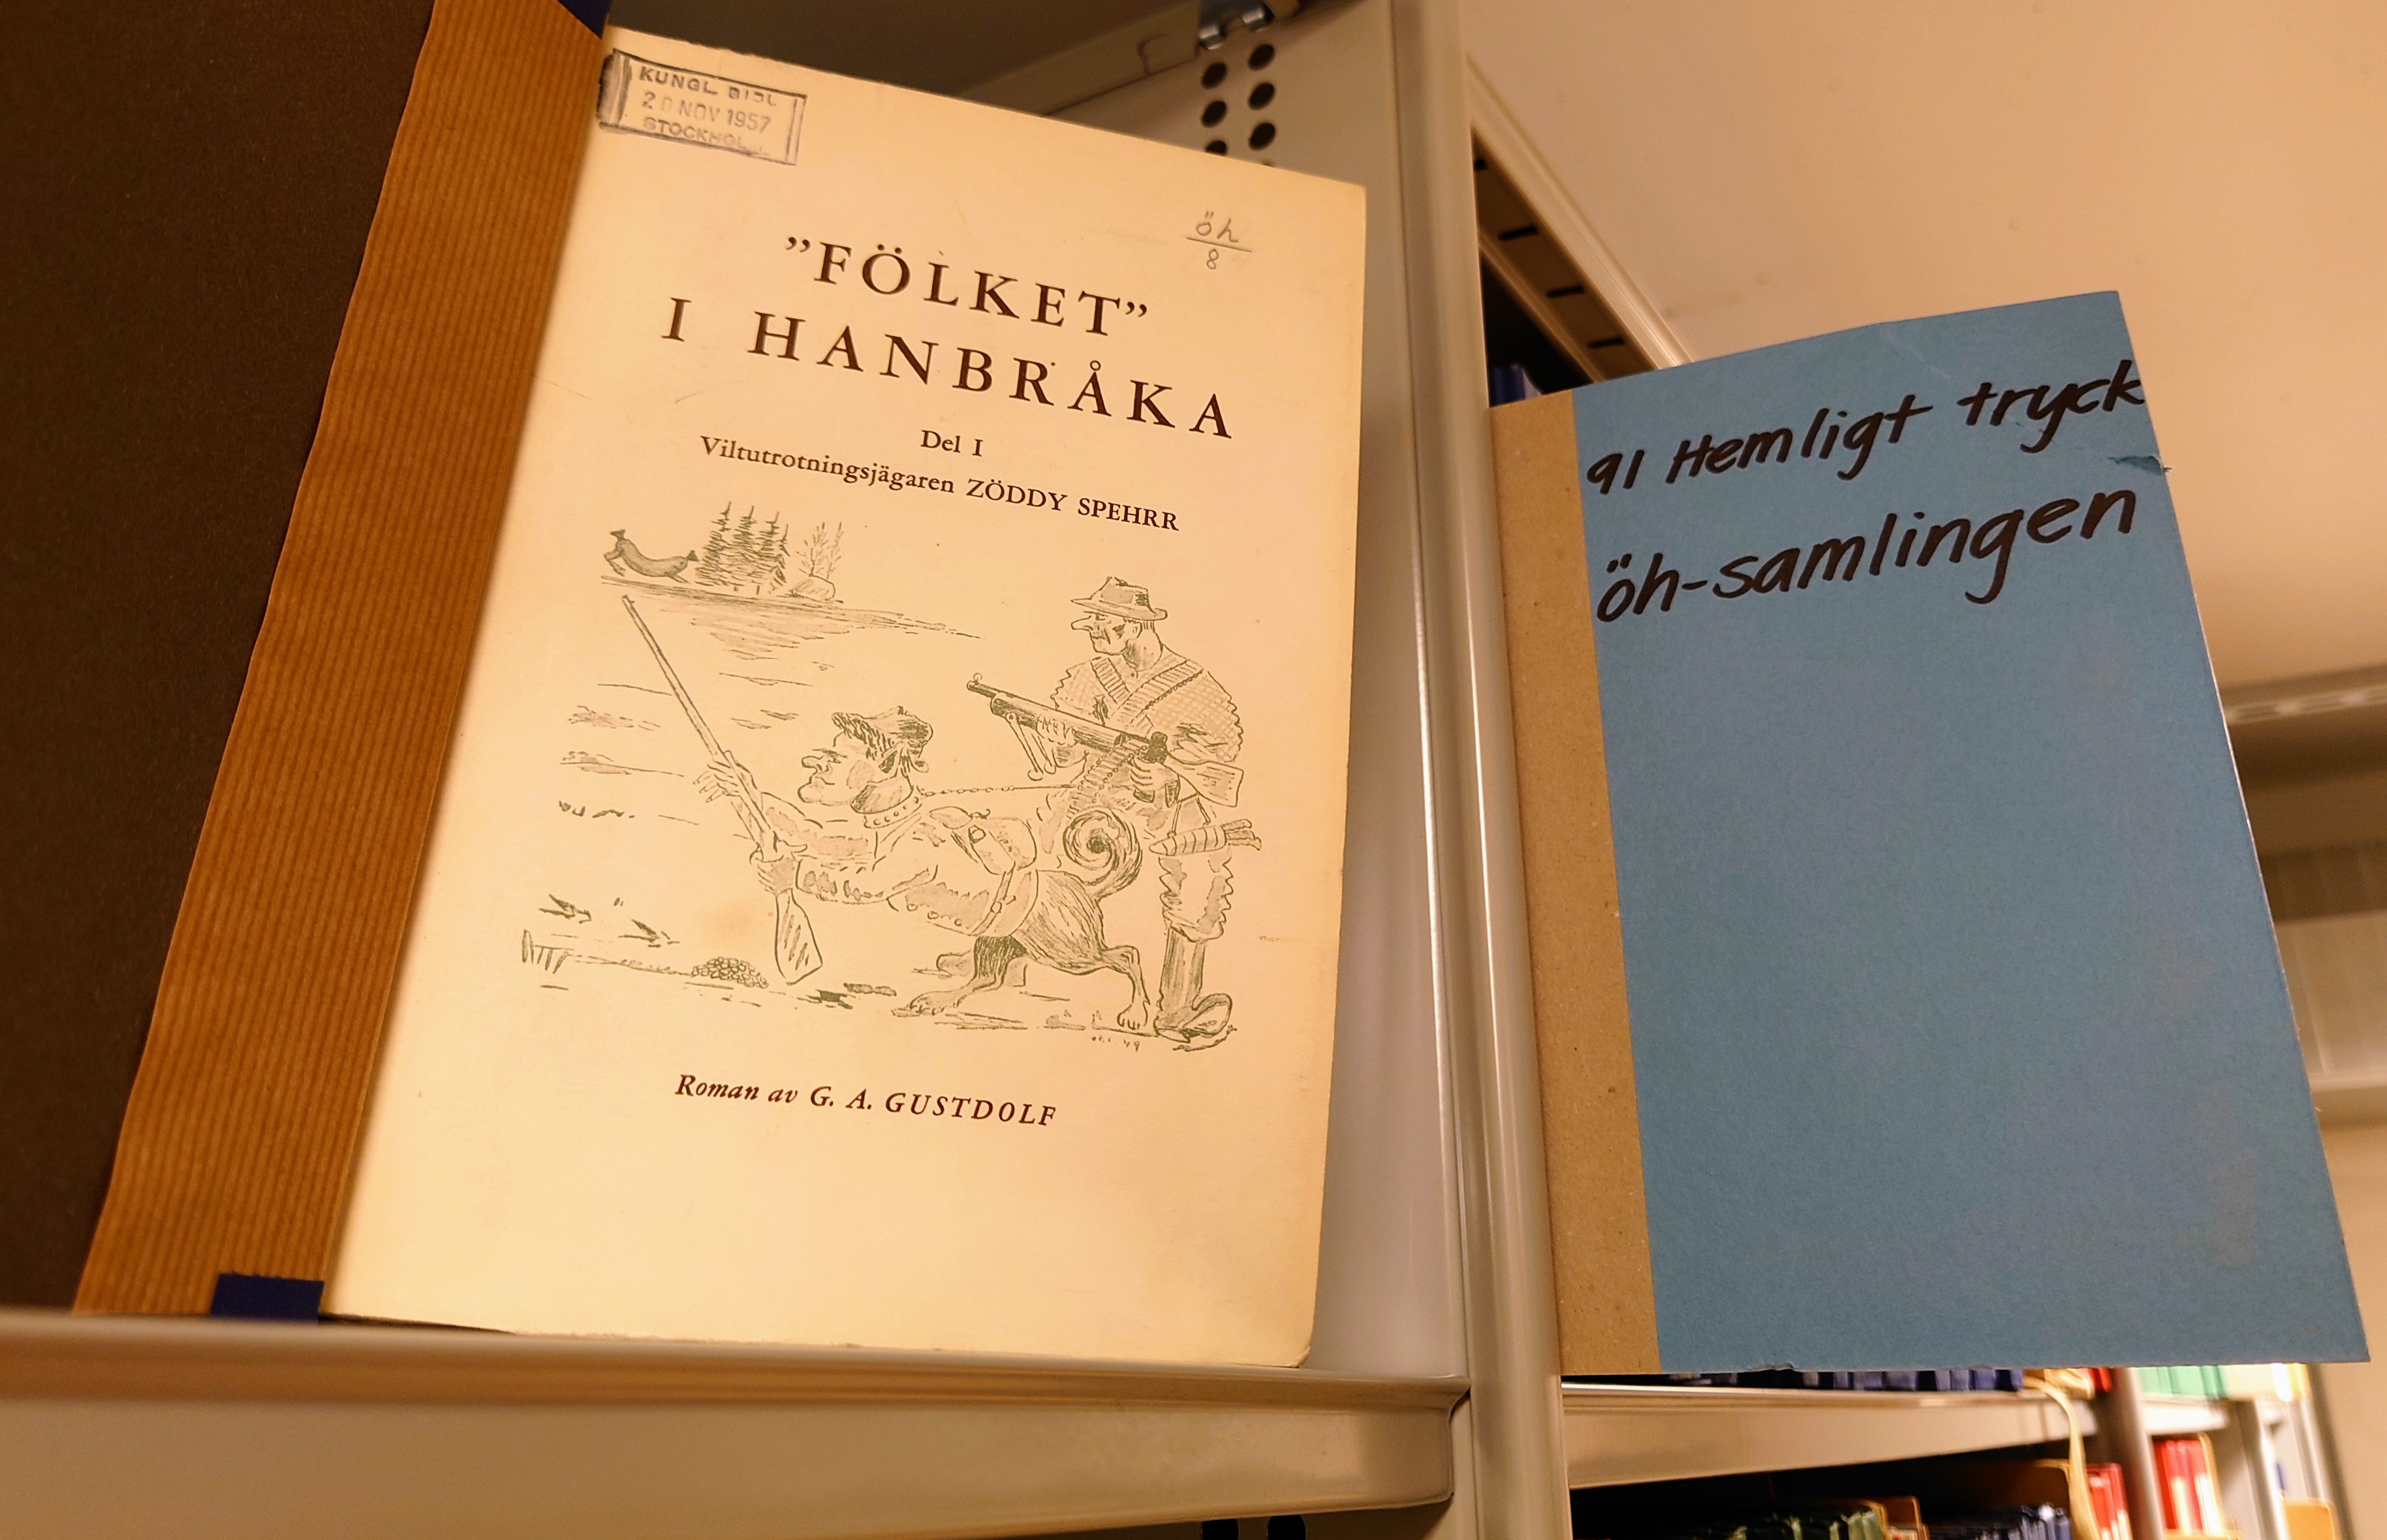 KUNGL BIBL
20 NOV 1957
STOCKHOL
öh
8
"FÖLKET"
I HANBRÅKA
Del I
Viltutrotningsjägaren ZÖDDY SPEHRR
49
Roman av G. A. GUSTDOLF
91 Hemligt tryck
öh-samlingen